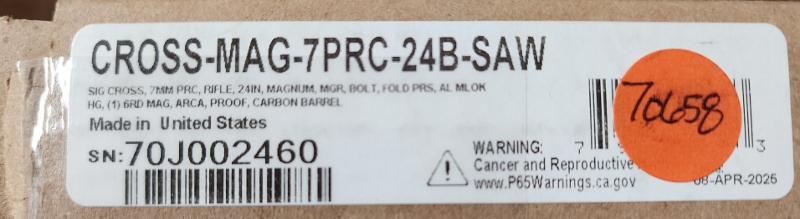 CROSS-MAG-7PRC-24B-SAW
SIG CROSS, 7MM PRC, RIFLE, 24IN, MAGNUM, MGR, BOLT, FOLD PRS, AL MLOK
HG, (1) 6RD MAG, ARCA, PROOF, CARBON BARREL
Made in United States
SN:70J002460
70658
7 3
WARNING:
Cancer and Reproductive
www.P65Warnings.ca.gov
08-APR-2025